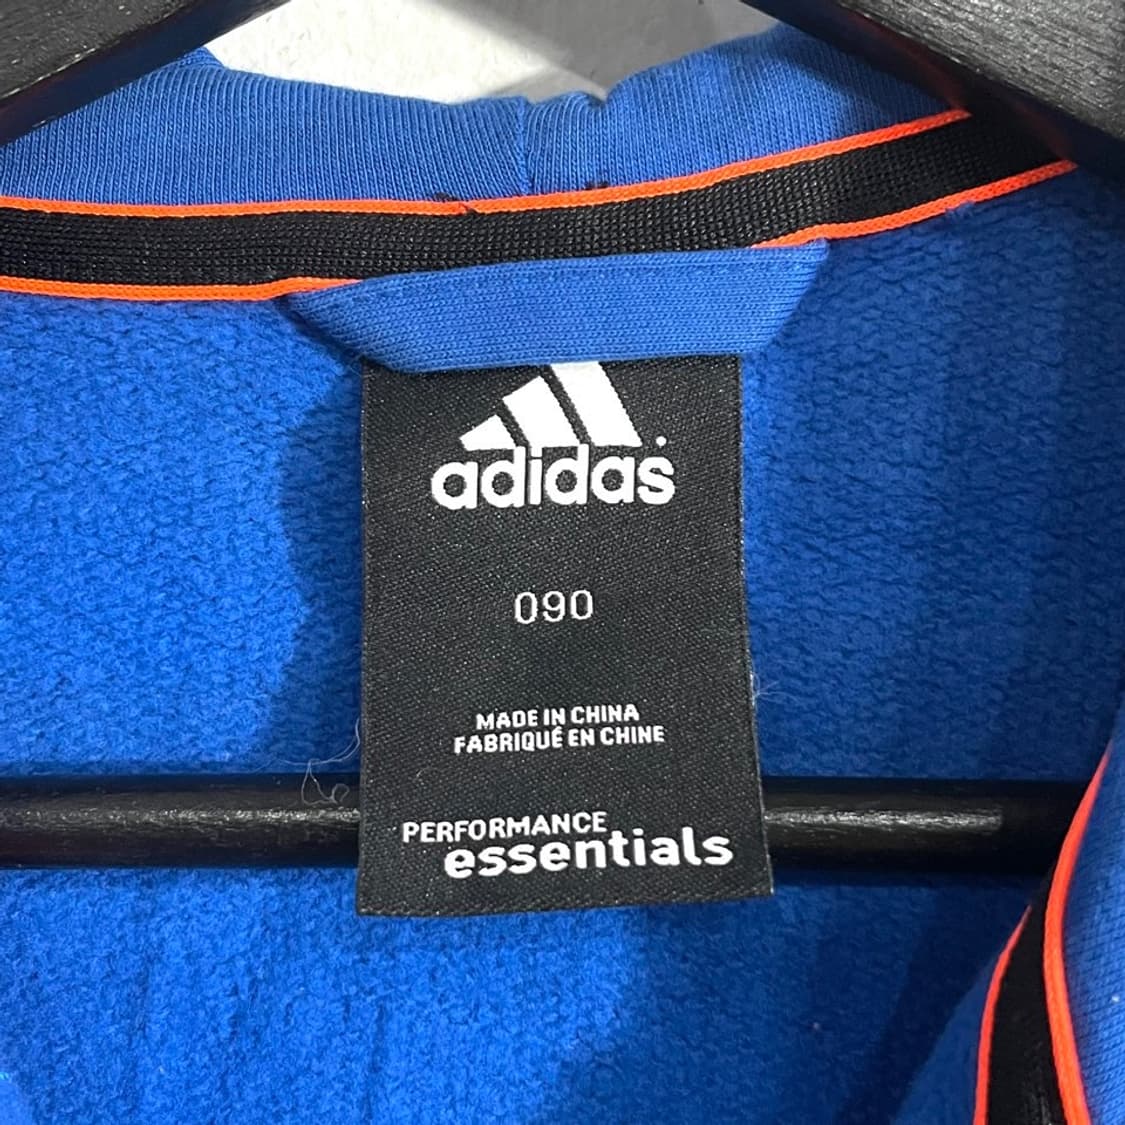 adidas
090
MADE IN CHINA
FABRIQUÉ EN CHINE
PERFORMANCE
essentials